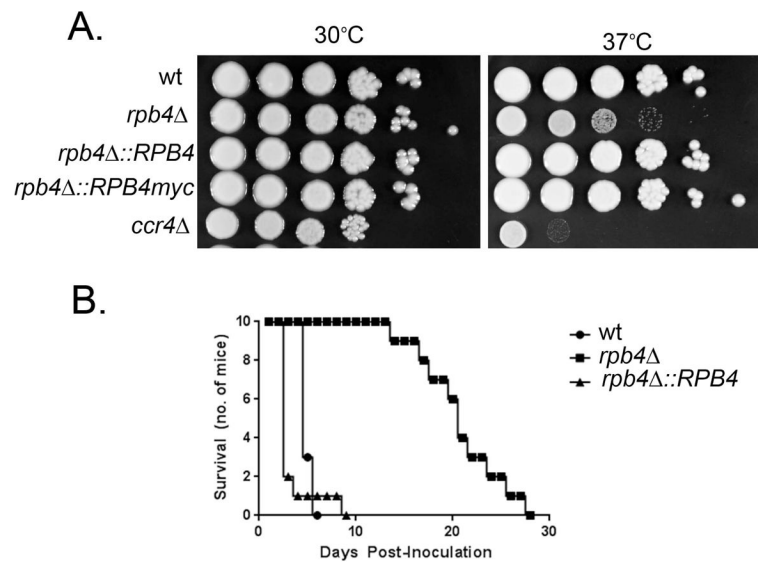 A.
30°C
37°C
wt
rpb4Δ
rpb4Δ::RPB4
rpb4Δ::RPB4myc
ccr4Δ
B.
Survival (no. of mice)
10
8
6
4
2
0
0
10
20
30
Days Post-Inoculation
wt
rpb4Δ
rpb4Δ::RPB4